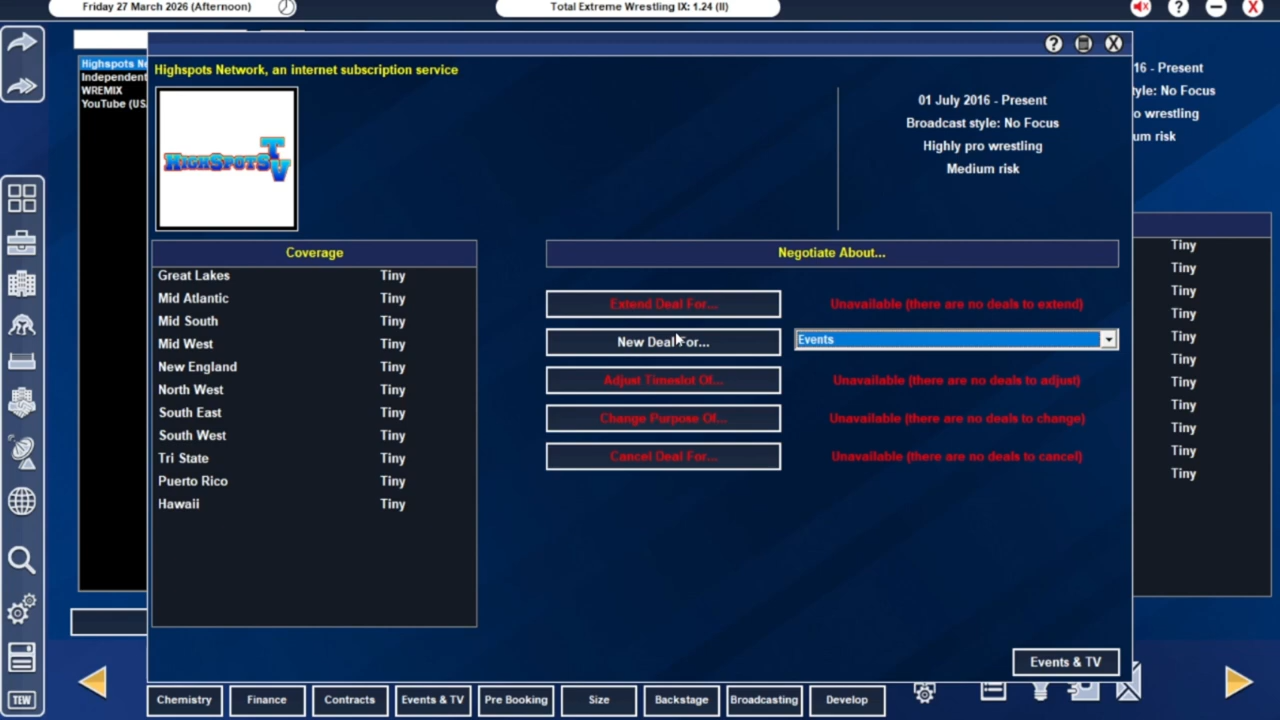 Friday 27 March 2026 (Afternoon)
Total Extreme Wrestling IX: 1.24 (II)
Highspots Ne
Independent
WREMIX
YouTube (US
Highspots Network, an internet subscription service
HIGHSPOTS TV
01 July 2016 - Present
Broadcast style: No Focus
Highly pro wrestling
Medium risk
16 - Present
tyle: No Focus
o wrestling
um risk
Coverage
Great Lakes Tiny
Mid Atlantic Tiny
Mid South Tiny
Mid West Tiny
New England Tiny
North West Tiny
South East Tiny
South West Tiny
Tri State Tiny
Puerto Rico Tiny
Hawaii Tiny
Negotiate About...
Extend Deal For... Unavailable (there are no deals to extend)
New Deal For... Events
Adjust Timeslot Of... Unavailable (there are no deals to adjust)
Change Purpose Of... Unavailable (there are no deals to change)
Cancel Deal For... Unavailable (there are no deals to cancel)
Tiny
Tiny
Tiny
Tiny
Tiny
Tiny
Tiny
Tiny
Tiny
Tiny
Tiny
Events & TV
TEW
Chemistry
Finance
Contracts
Events & TV
Pre Booking
Size
Backstage
Broadcasting
Develop